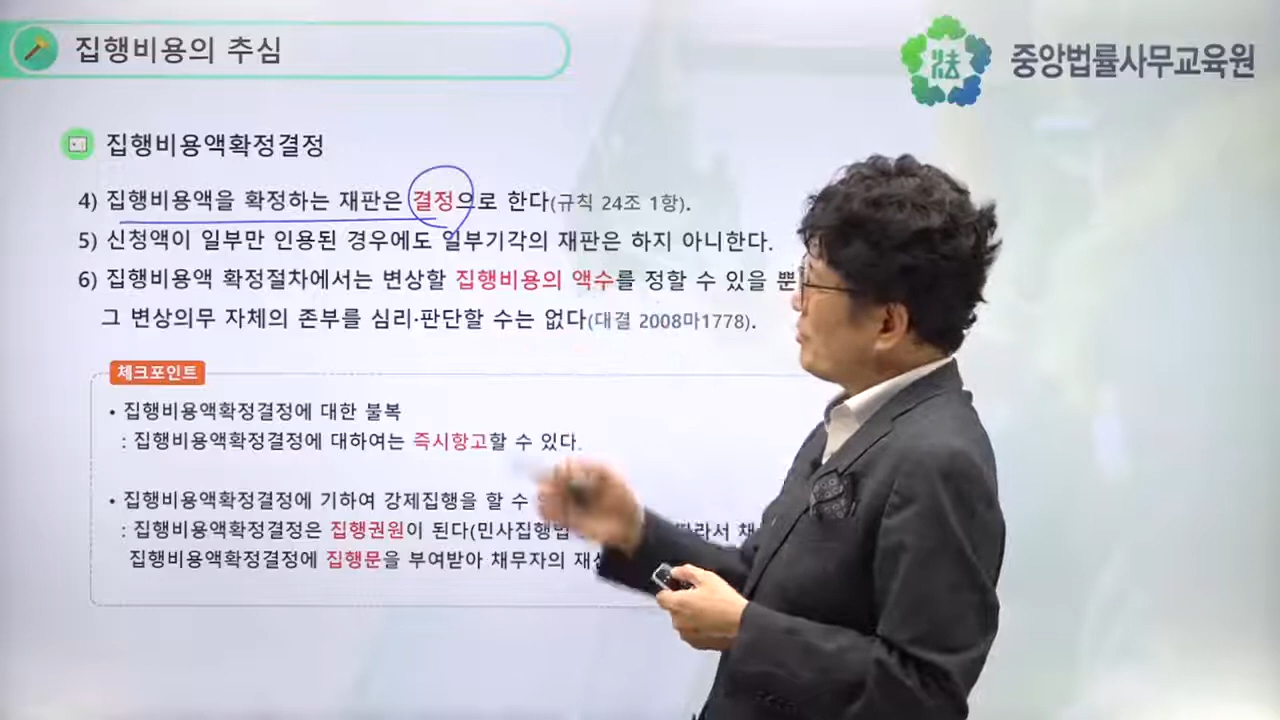 집행비용의 추심
法
중앙법률사무교육원
집행비용액확정결정
4) 집행비용액을 확정하는 재판은 결정으로 한다(규칙 24조 1항).
5) 신청액이 일부만 인용된 경우에도 일부기각의 재판은 하지 아니한다.
6) 집행비용액 확정절차에서는 변상할 집행비용의 액수를 정할 수 있을 뿐
그 변상의무 자체의 존부를 심리·판단할 수는 없다(대결 2008마1778).
체크포인트
• 집행비용액확정결정에 대한 불복
: 집행비용액확정결정에 대하여는 즉시항고할 수 있다.
• 집행비용액확정결정에 기하여 강제집행을 할 수
: 집행비용액확정결정은 집행권원이 된다(민사집행법 따라서
집행비용액확정결정에 집행문을 부여받아 채무자의